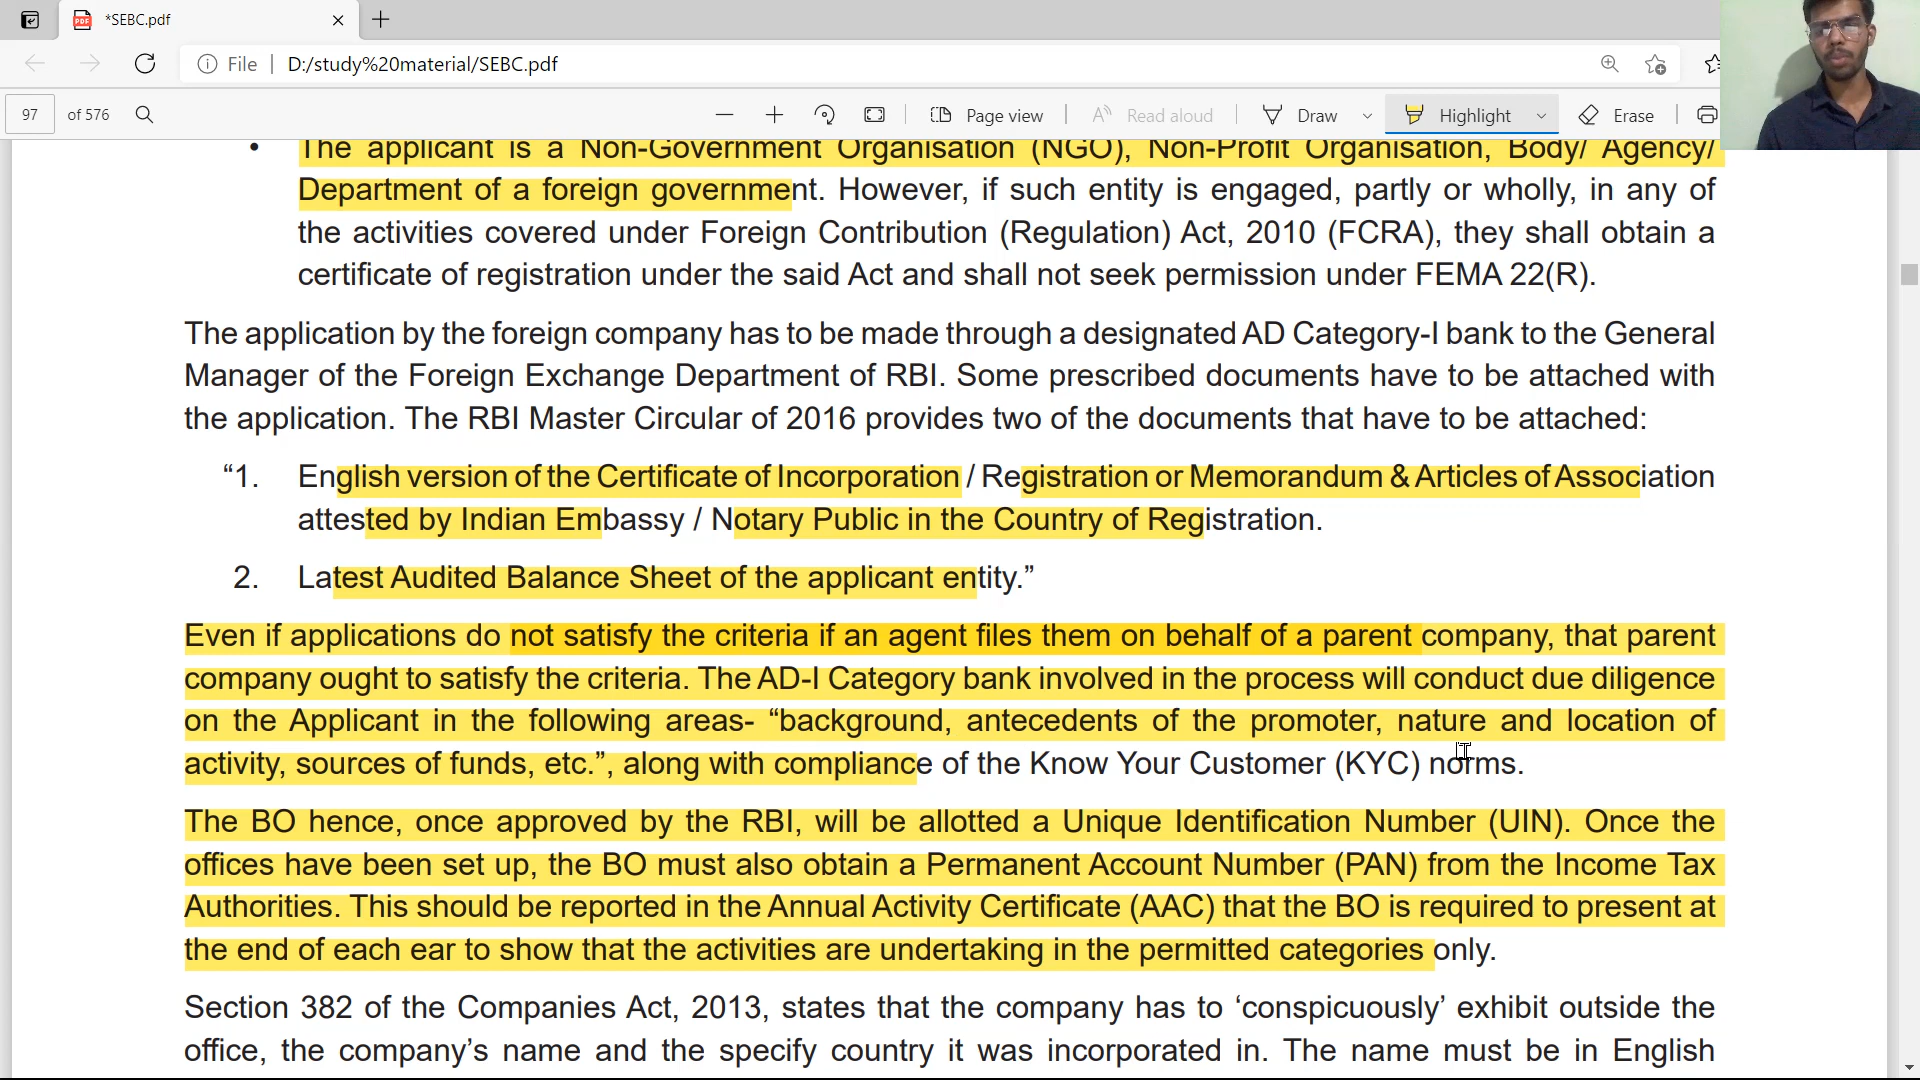 *SEBC.pdf
File | D:/study%20material/SEBC.pdf
97 of 576 Page view Read aloud Draw Highlight Erase
• The applicant is a Non-Government Organisation (NGO), Non-Profit Organisation, Body/ Agency/
Department of a foreign government. However, if such entity is engaged, partly or wholly, in any of
the activities covered under Foreign Contribution (Regulation) Act, 2010 (FCRA), they shall obtain a
certificate of registration under the said Act and shall not seek permission under FEMA 22(R).
The application by the foreign company has to be made through a designated AD Category-I bank to the General
Manager of the Foreign Exchange Department of RBI. Some prescribed documents have to be attached with
the application. The RBI Master Circular of 2016 provides two of the documents that have to be attached:
“1. English version of the Certificate of Incorporation / Registration or Memorandum & Articles of Association
attested by Indian Embassy / Notary Public in the Country of Registration.
2. Latest Audited Balance Sheet of the applicant entity.”
Even if applications do not satisfy the criteria if an agent files them on behalf of a parent company, that parent
company ought to satisfy the criteria. The AD-I Category bank involved in the process will conduct due diligence
on the Applicant in the following areas- “background, antecedents of the promoter, nature and location of
activity, sources of funds, etc.”, along with compliance of the Know Your Customer (KYC) norms.
The BO hence, once approved by the RBI, will be allotted a Unique Identification Number (UIN). Once the
offices have been set up, the BO must also obtain a Permanent Account Number (PAN) from the Income Tax
Authorities. This should be reported in the Annual Activity Certificate (AAC) that the BO is required to present at
the end of each ear to show that the activities are undertaking in the permitted categories only.
Section 382 of the Companies Act, 2013, states that the company has to ‘conspicuously’ exhibit outside the
office, the company’s name and the specify country it was incorporated in. The name must be in English